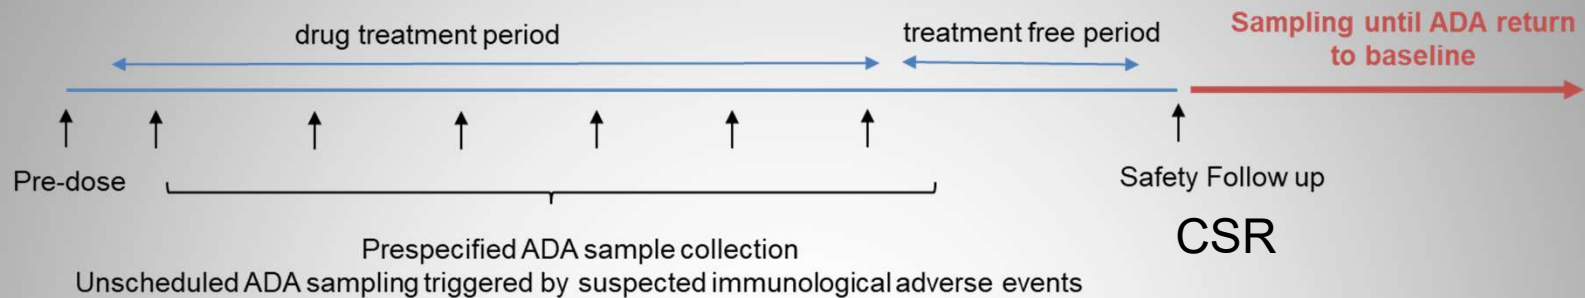 drug treatment period
treatment free period
Sampling until ADA return
to baseline
Pre-dose
Safety Follow up
CSR
Prespecified ADA sample collection
Unscheduled ADA sampling triggered by suspected immunological adverse events